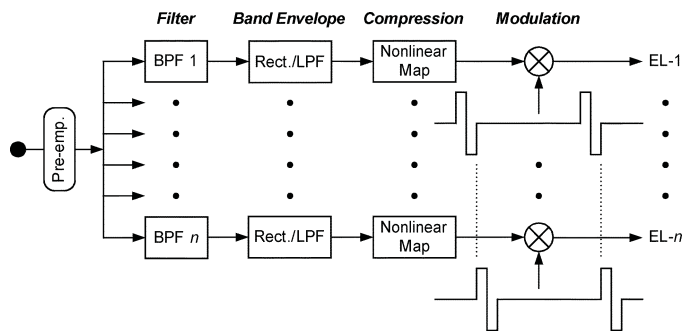 Filter Band Envelope Compression Modulation
Pre-emp.
BPF 1
Rect./LPF
Nonlinear
Map
EL-1
BPF n
Rect./LPF
Nonlinear
Map
EL-n